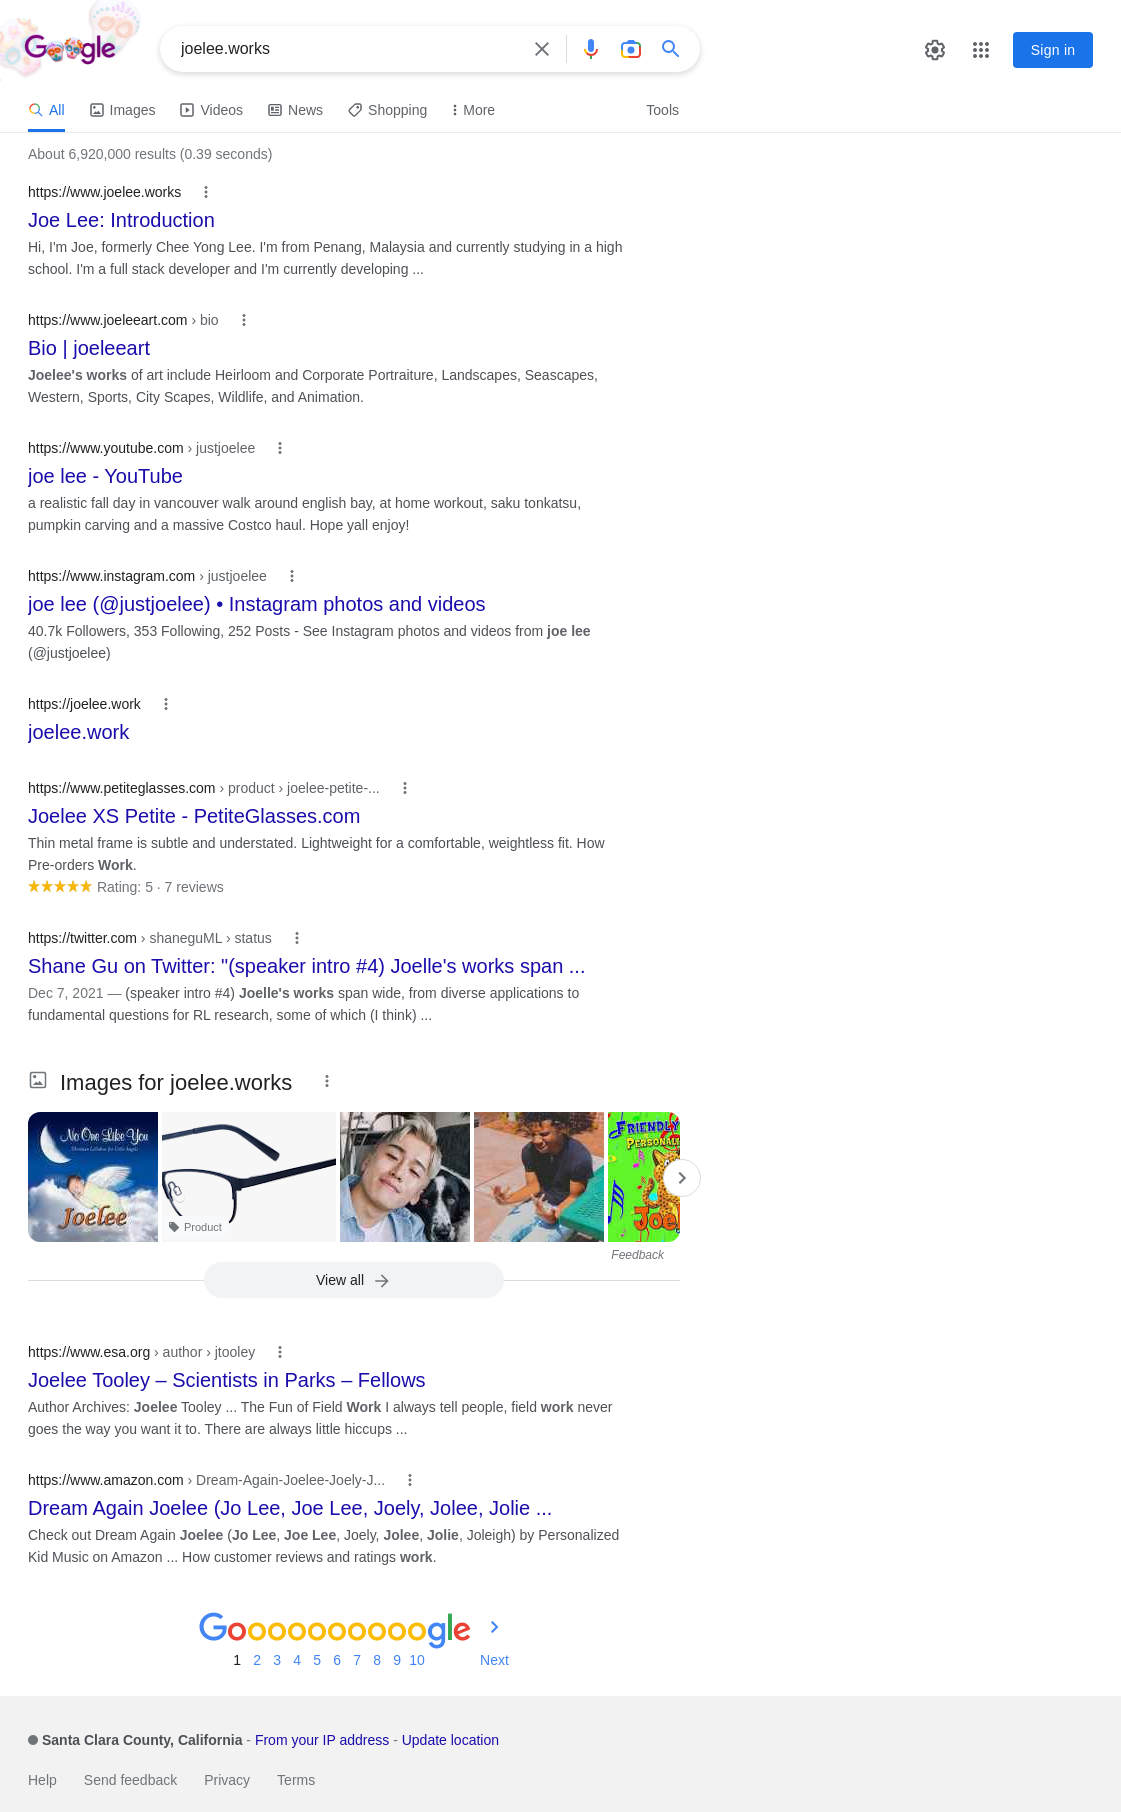 Google
joelee.works
Sign in
All
Images
Videos
News
Shopping
More
Tools
About 6,920,000 results (0.39 seconds)
https://www.joelee.works
Joe Lee: Introduction
Hi, I'm Joe, formerly Chee Yong Lee. I'm from Penang, Malaysia and currently studying in a high
school. I'm a full stack developer and I'm currently developing ...
https://www.joeleeart.com › bio
Bio | joeleeart
Joelee's works of art include Heirloom and Corporate Portraiture, Landscapes, Seascapes,
Western, Sports, City Scapes, Wildlife, and Animation.
https://www.youtube.com › justjoelee
joe lee - YouTube
a realistic fall day in vancouver walk around english bay, at home workout, saku tonkatsu,
pumpkin carving and a massive Costco haul. Hope yall enjoy!
https://www.instagram.com › justjoelee
joe lee (@justjoelee) • Instagram photos and videos
40.7k Followers, 353 Following, 252 Posts - See Instagram photos and videos from joe lee
(@justjoelee)
https://joelee.work
joelee.work
https://www.petiteglasses.com › product › joelee-petite-...
Joelee XS Petite - PetiteGlasses.com
Thin metal frame is subtle and understated. Lightweight for a comfortable, weightless fit. How
Pre-orders Work.
Rating: 5 · 7 reviews
https://twitter.com › shaneguML › status
Shane Gu on Twitter: "(speaker intro #4) Joelle's works span ...
Dec 7, 2021 — (speaker intro #4) Joelle's works span wide, from diverse applications to
fundamental questions for RL research, some of which (I think) ...
Images for joelee.works
No One Like You
Christian Lullabies for Little Angels
Joelee
Product
FRIENDLY
PERSONAL
Joe
Feedback
View all
https://www.esa.org › author › jtooley
Joelee Tooley – Scientists in Parks – Fellows
Author Archives: Joelee Tooley ... The Fun of Field Work I always tell people, field work never
goes the way you want it to. There are always little hiccups ...
https://www.amazon.com › Dream-Again-Joelee-Joely-J...
Dream Again Joelee (Jo Lee, Joe Lee, Joely, Jolee, Jolie ...
Check out Dream Again Joelee (Jo Lee, Joe Lee, Joely, Jolee, Jolie, Joleigh) by Personalized
Kid Music on Amazon ... How customer reviews and ratings work.
Goooooooooogle
1 2 3 4 5 6 7 8 9 10 Next
Santa Clara County, California - From your IP address - Update location
Help Send feedback Privacy Terms